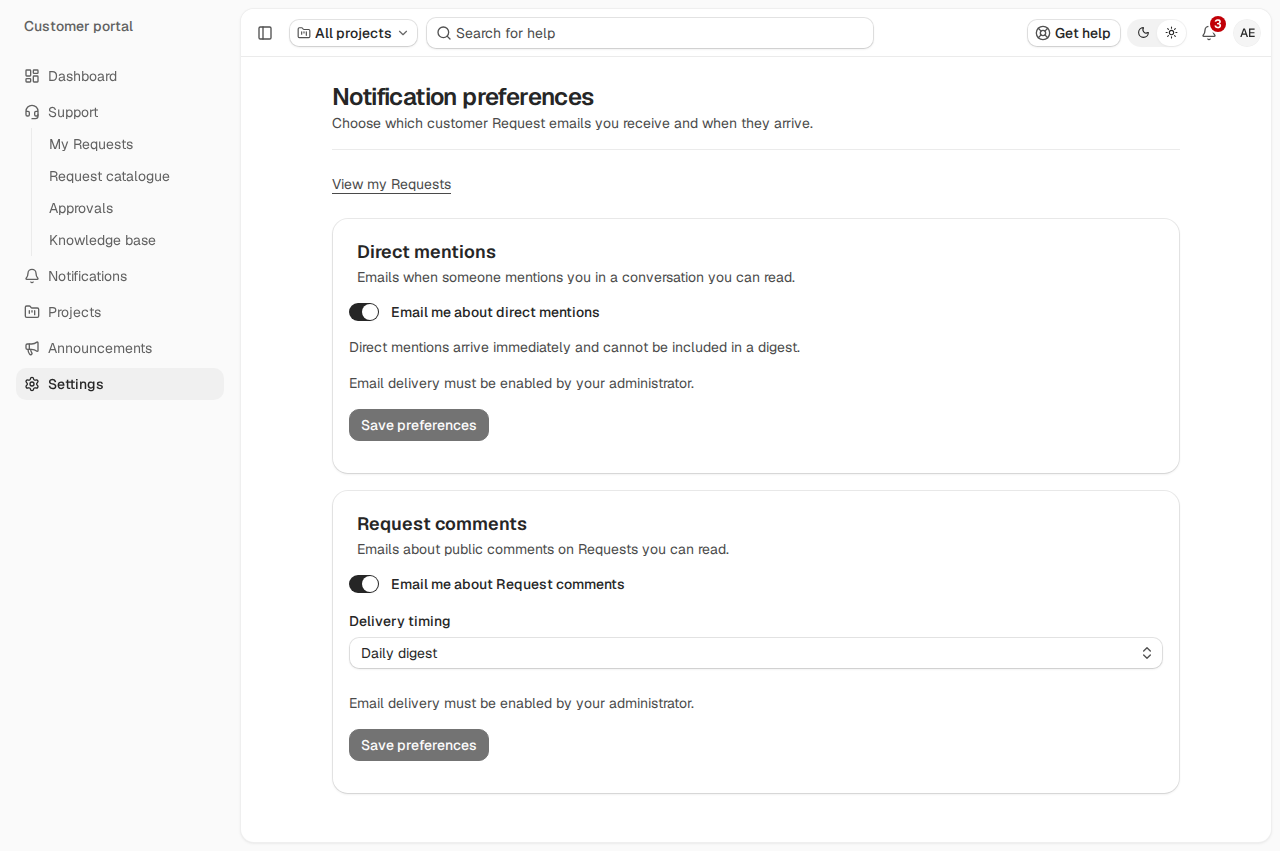 Customer portal
Dashboard
Support
My Requests
Request catalogue
Approvals
Knowledge base
Notifications
Projects
Announcements
Settings
All projects
Search for help
Get help
3
AE
Notification preferences
Choose which customer Request emails you receive and when they arrive.
View my Requests
Direct mentions
Emails when someone mentions you in a conversation you can read.
Email me about direct mentions
Direct mentions arrive immediately and cannot be included in a digest.
Email delivery must be enabled by your administrator.
Save preferences
Request comments
Emails about public comments on Requests you can read.
Email me about Request comments
Delivery timing
Daily digest
Email delivery must be enabled by your administrator.
Save preferences